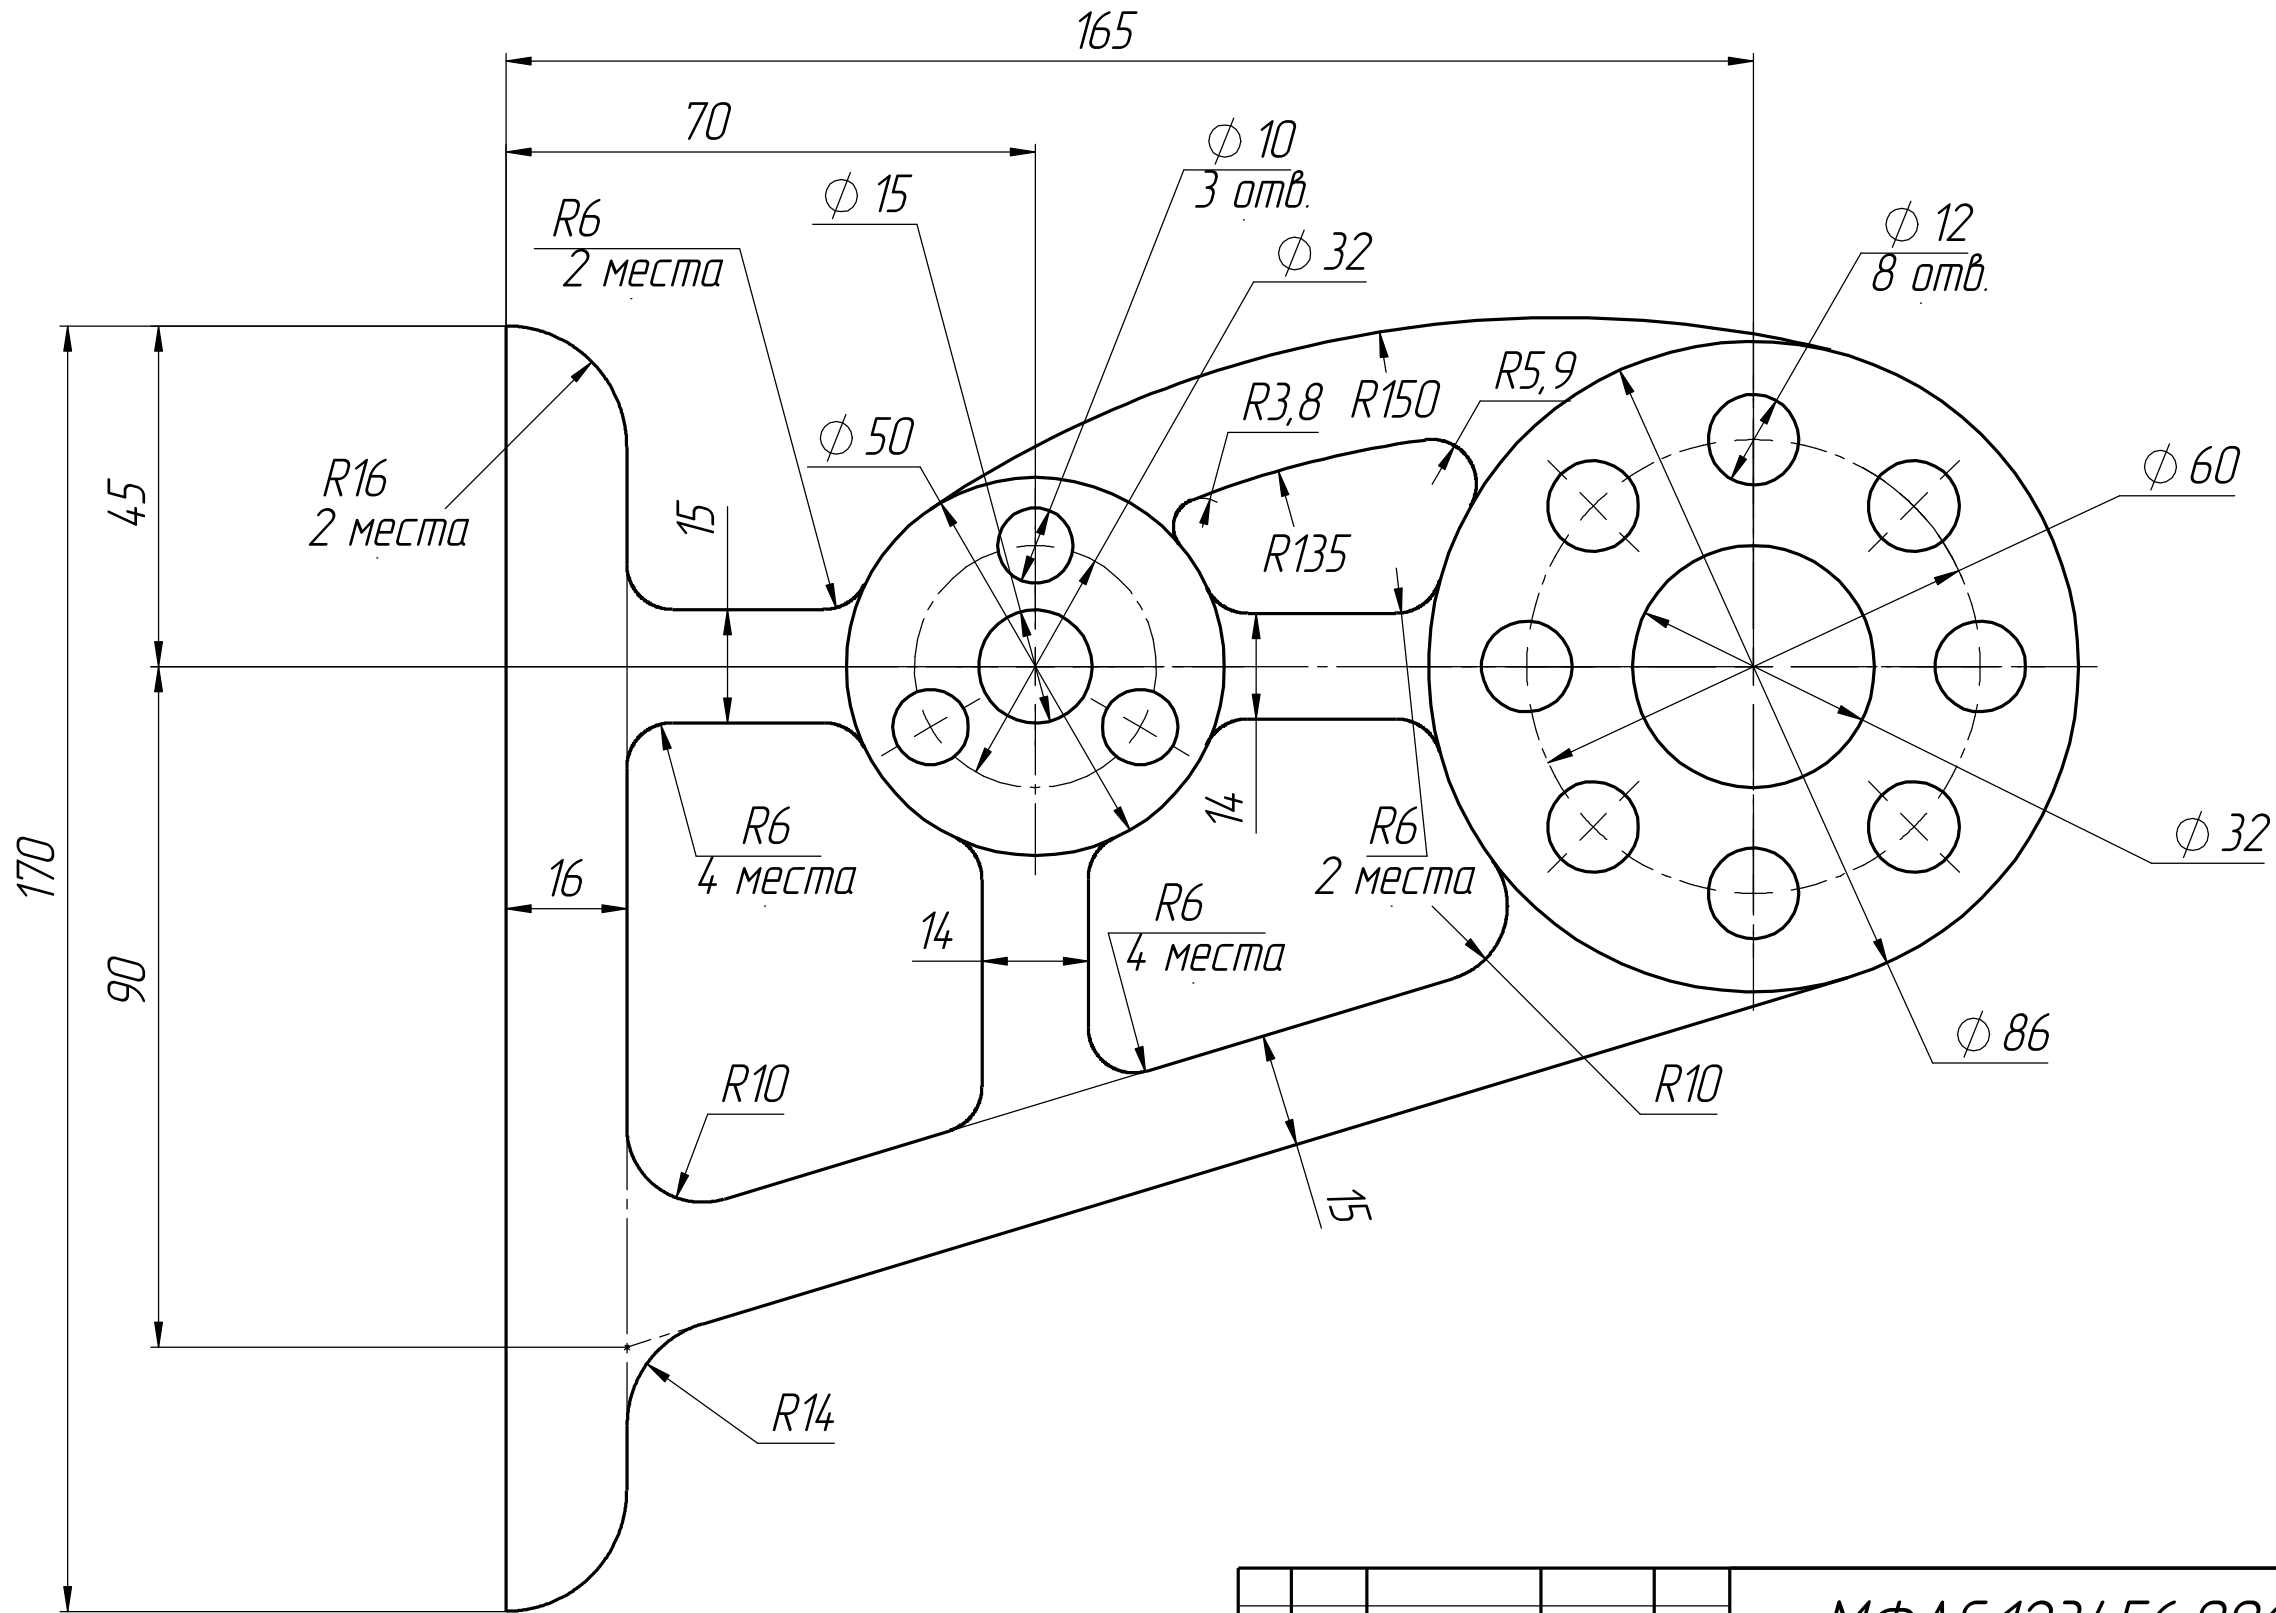 165
70
⌀ 10
3 отв.
⌀ 15
R6
2 места
⌀ 32
⌀ 12
8 отв.
R5,9
R3,8
R150
⌀ 50
⌀ 60
R16
2 места
45
15
R135
R6
4 места
14
R6
2 места
⌀ 32
170
16
14
R6
4 места
90
⌀ 86
R10
R10
15
R14